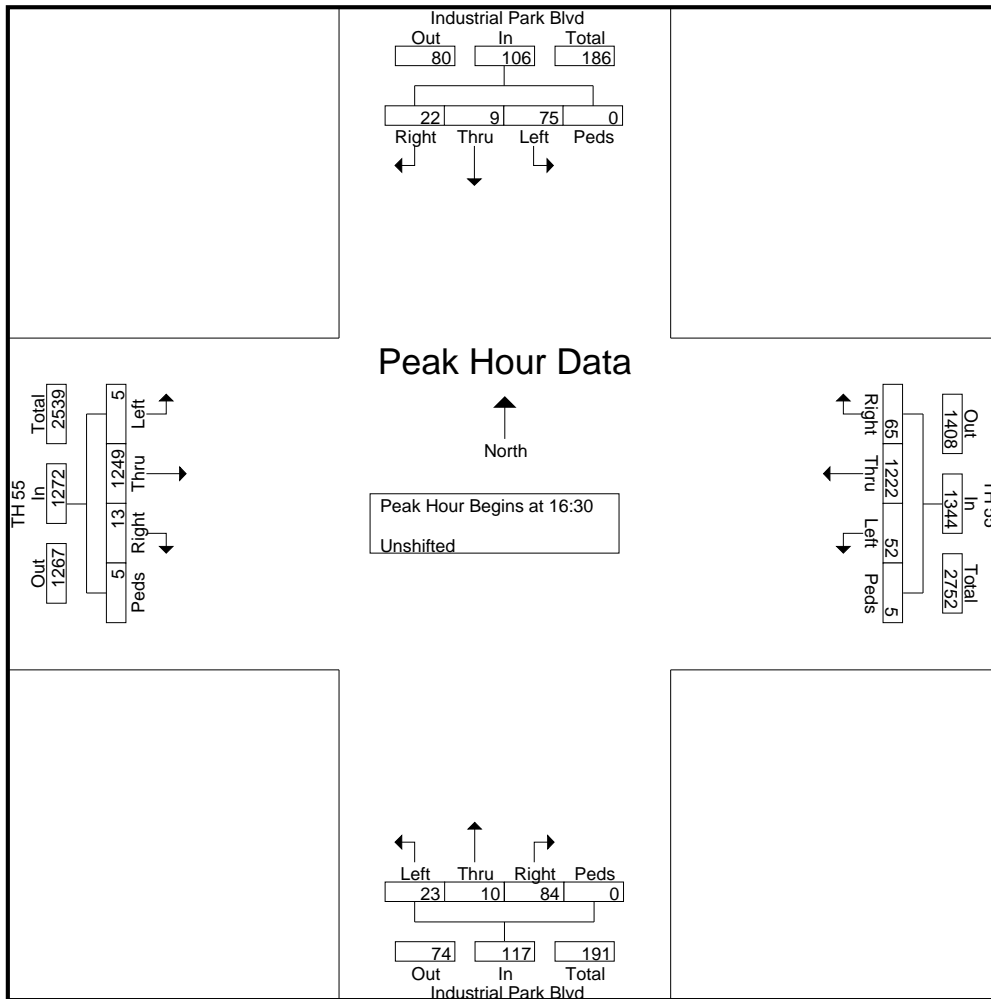 Industrial Park Blvd
Out In Total
80 106 186
22 9 75 0
Right Thru Left Peds
Peak Hour Data
North
Peak Hour Begins at 16:30
Unshifted
TH 55
Total In Out
2539 1272 1267
5 1249 13 5
Left Thru Right Peds
Right Thru Left Peds
65 1222 52 5
Out In Total
1408 1344 2752
TH 55
Left Thru Right Peds
23 10 84 0
74 117 191
Out In Total
Industrial Park Blvd